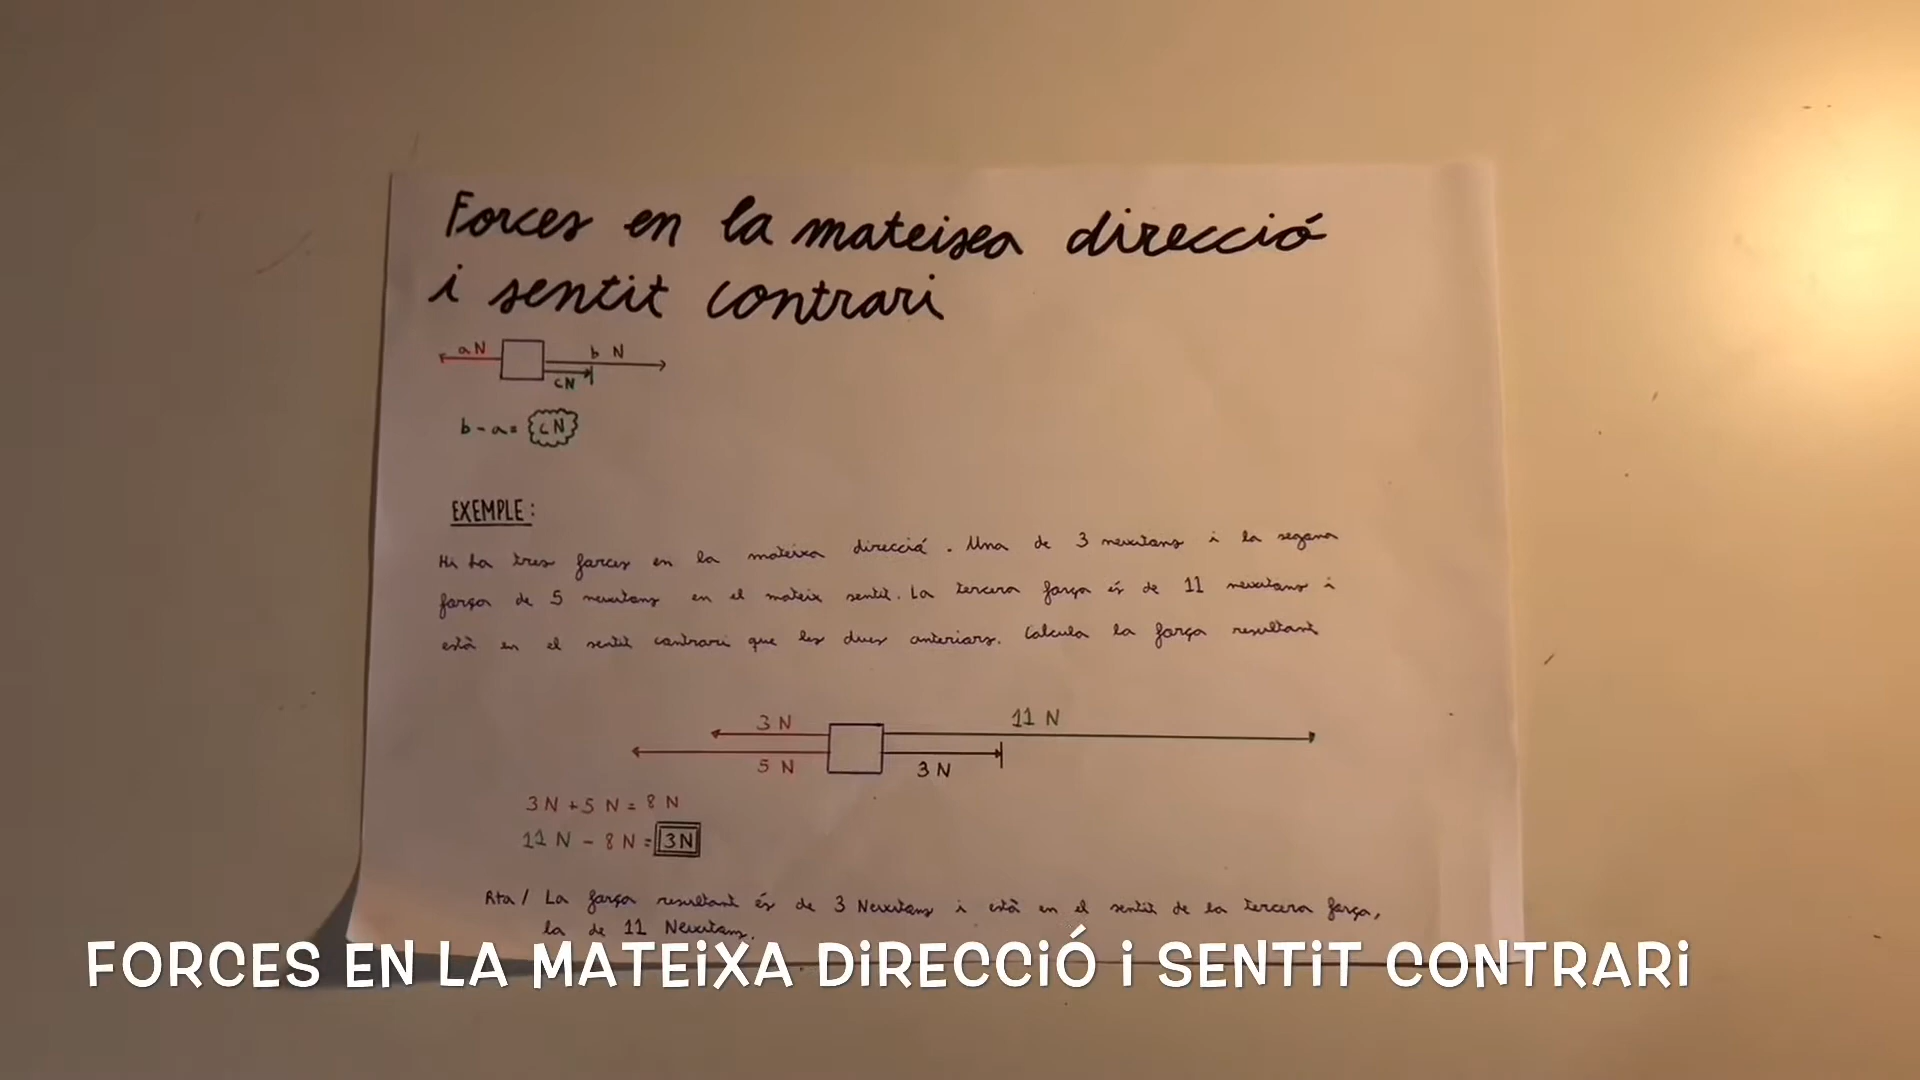 Forces en la mateixa direcció
i sentit contrari
a N
b N
c N
b - a = c N
EXEMPLE:
Hi ha tres forces en la mateixa direcció. Una de 3 newtons i la segona
força de 5 newtons en el mateix sentit. La tercera força és de 11 newtons i
està en el sentit contrari que les dues anteriors. Calcula la força resultant
3 N
11 N
5 N
3 N
3 N + 5 N = 8 N
11 N - 8 N = 3 N
Rta / La força resultant és de 3 Newtons i està en el sentit de la tercera força,
la de 11 Newtons.
FORCES EN LA MATEIXA DIRECCIÓ I SENTIT CONTRARI